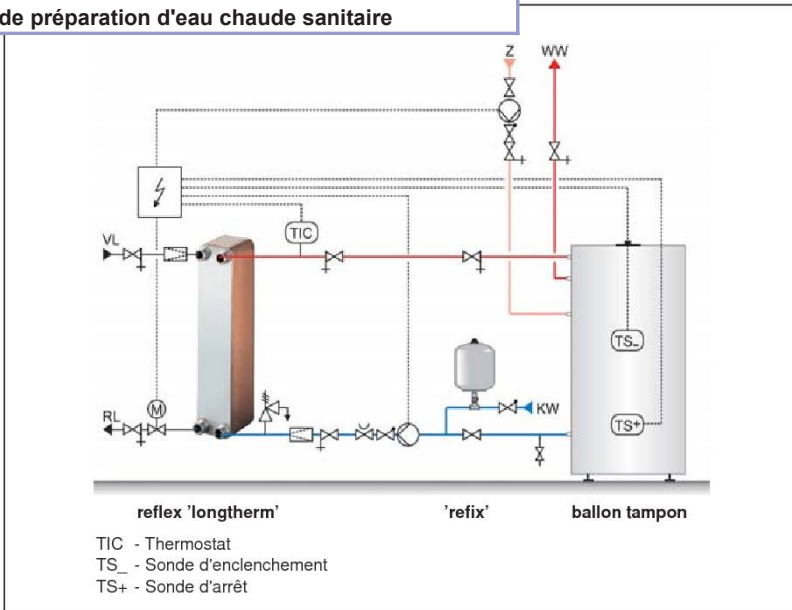 de préparation d'eau chaude sanitaire
Z WW
TIC
VL
TS_
M
RL
KW
TS+
reflex 'longtherm' 'refix' ballon tampon
TIC - Thermostat
TS_ - Sonde d'enclenchement
TS+ - Sonde d'arrêt